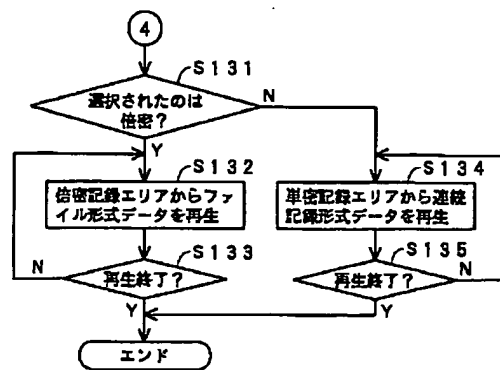 4
S131
選択されたのは
倍密?
N
Y
S132
S134
倍密記録エリアからファ
イル形式データを再生
単密記録エリアから連続
記録形式データを再生
S133
S135
N
再生終了?
再生終了?
N
Y
Y
エンド